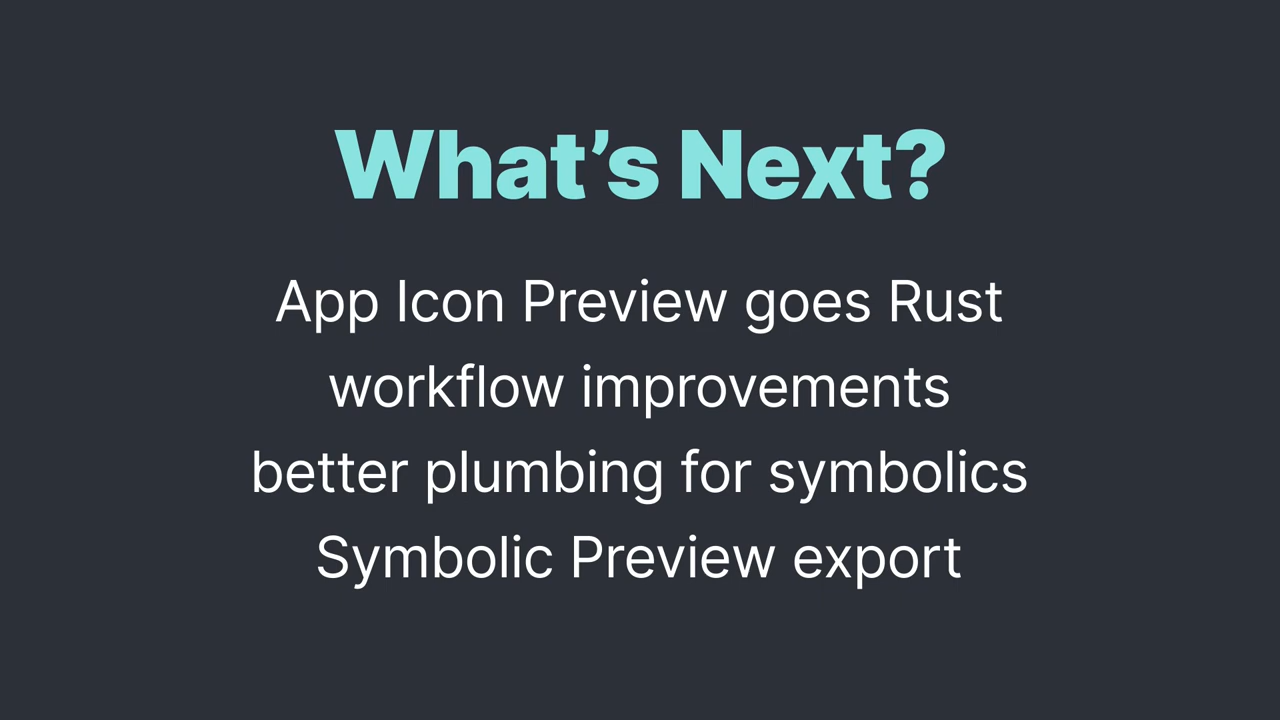 What’s Next?
App Icon Preview goes Rust
workflow improvements
better plumbing for symbolics
Symbolic Preview export